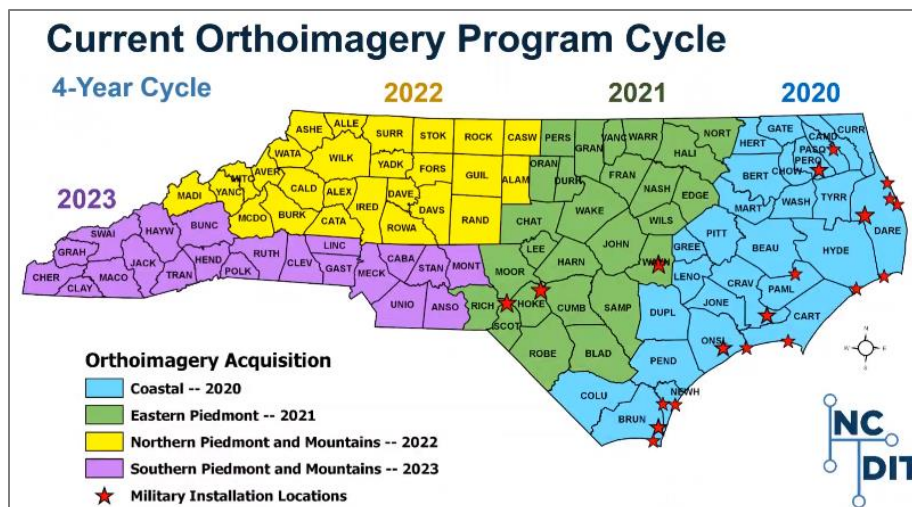 Current Orthoimagery Program Cycle
4-Year Cycle
2022
2021
2020
2023
ASHE ALLE SURR STOK ROCK CASW PERS GRAN VANC WARR NORT HERT GATE CAMD CURR
WATA WILK YADK FORS GUIL ALAM ORAN DURH FRAN HALI BERT CHOW PERQ PASQ
MADI YANC MITC AVER CALD ALEX IRED DAVE DAVS RAND CHAT WAKE NASH EDGE MART WASH TYRR DARE
MCDO BURK CATA ROWA WILS PITT BEAU HYDE
SWAI HAYW BUNC LINC CABA STAN MONT MOOR LEE HARN JOHN WAYN GREE LENO CRAV PAML
GRAH JACK HEND RUTH CLEV GAST MECK RICH HOKE CUMB SAMP DUPL JONE CART
CHER CLAY MACO TRAN POLK UNIO ANSO SCOT ROBE BLAD PEND ONSL
COLU BRUN NEWH
N
Orthoimagery Acquisition
Coastal -- 2020
Eastern Piedmont -- 2021
Northern Piedmont and Mountains -- 2022
Southern Piedmont and Mountains -- 2023
Military Installation Locations
NC
DIT